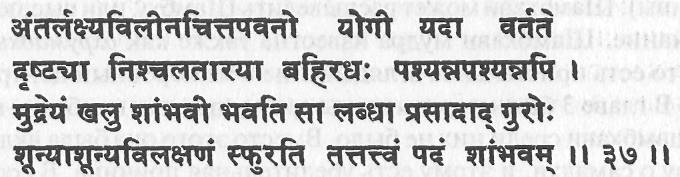 अंतर्लक्ष्यविलीनचित्तपवनो योगी यदा वर्तते
दृष्ट्या निश्चलतारया बहिरधः पश्यन्नपश्यन्नपि ।
मुद्रेयं खलु शांभवी भवति सा लब्धा प्रसादाद् गुरोः
शून्याशून्यविलक्षणं स्फुरति तत्तत्त्वं पदं शांभवम् ॥ ३७ ॥